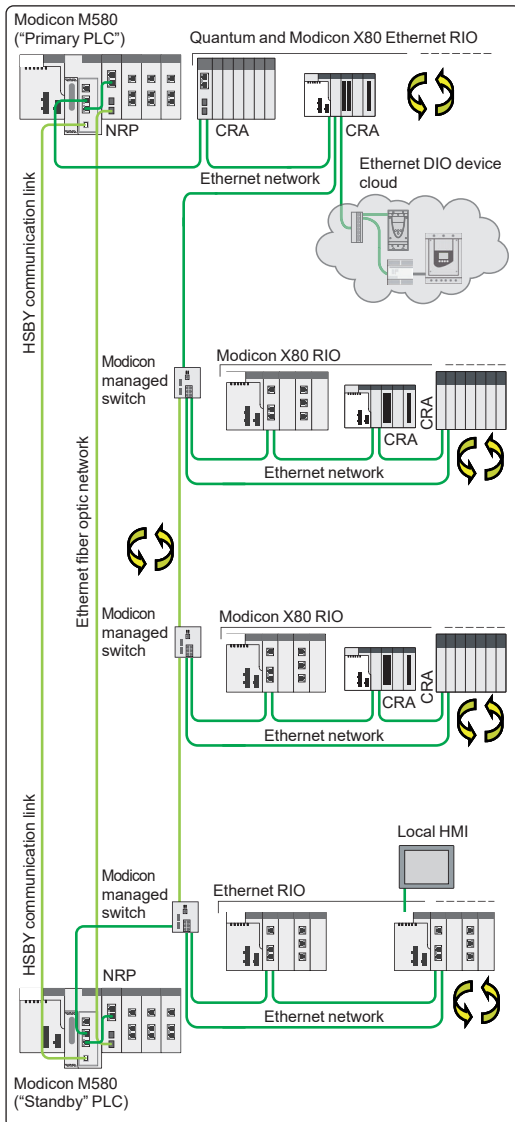 Modicon M580
(“Primary PLC”)
Quantum and Modicon X80 Ethernet RIO
NRP
CRA
CRA
Ethernet network
Ethernet DIO device
cloud
HSBY communication link
Ethernet fiber optic network
Modicon
managed
switch
Modicon X80 RIO
CRA
CRA
Ethernet network
Modicon
managed
switch
Modicon X80 RIO
CRA
CRA
Ethernet network
Local HMI
HSBY communication link
Modicon
managed
switch
Ethernet RIO
NRP
Ethernet network
Modicon M580
(“Standby” PLC)